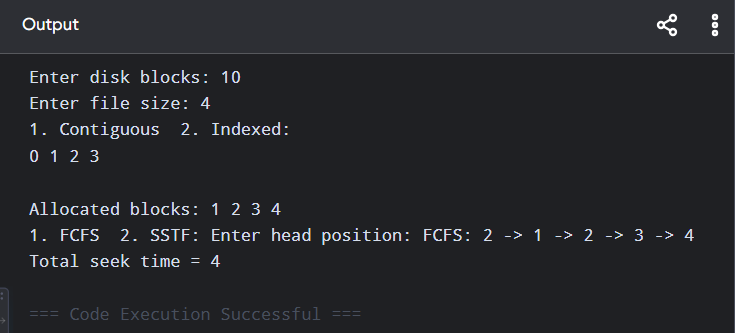 Output
Enter disk blocks: 10
Enter file size: 4
1. Contiguous  2. Indexed:
0 1 2 3
Allocated blocks: 1 2 3 4
1. FCFS  2. SSTF: Enter head position: FCFS: 2 -> 1 -> 2 -> 3 -> 4
Total seek time = 4
=== Code Execution Successful ===